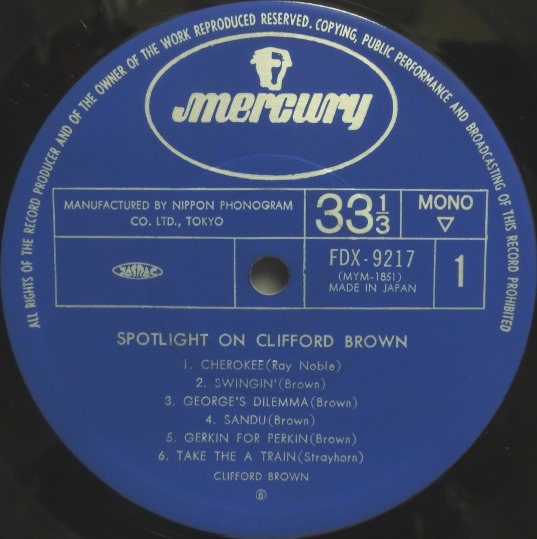 ALL RIGHTS OF THE RECORD PRODUCER AND OF THE OWNER OF THE WORK REPRODUCED RESERVED. COPYING, PUBLIC PERFORMANCE AND BROADCASTING OF THIS RECORD PROHIBITED
mercury
MANUFACTURED BY NIPPON PHONOGRAM
CO. LTD., TOKYO
33 1/3
MONO
▽
JASRAC
FDX-9217
(MYM-1851)
MADE IN JAPAN
1
SPOTLIGHT ON CLIFFORD BROWN
1. CHEROKEE(Ray Noble)
2. SWINGIN'(Brown)
3. GEORGE'S DILEMMA(Brown)
4. SANDU(Brown)
5. GERKIN FOR PERKIN(Brown)
6. TAKE THE A TRAIN(Strayhorn)
CLIFFORD BROWN